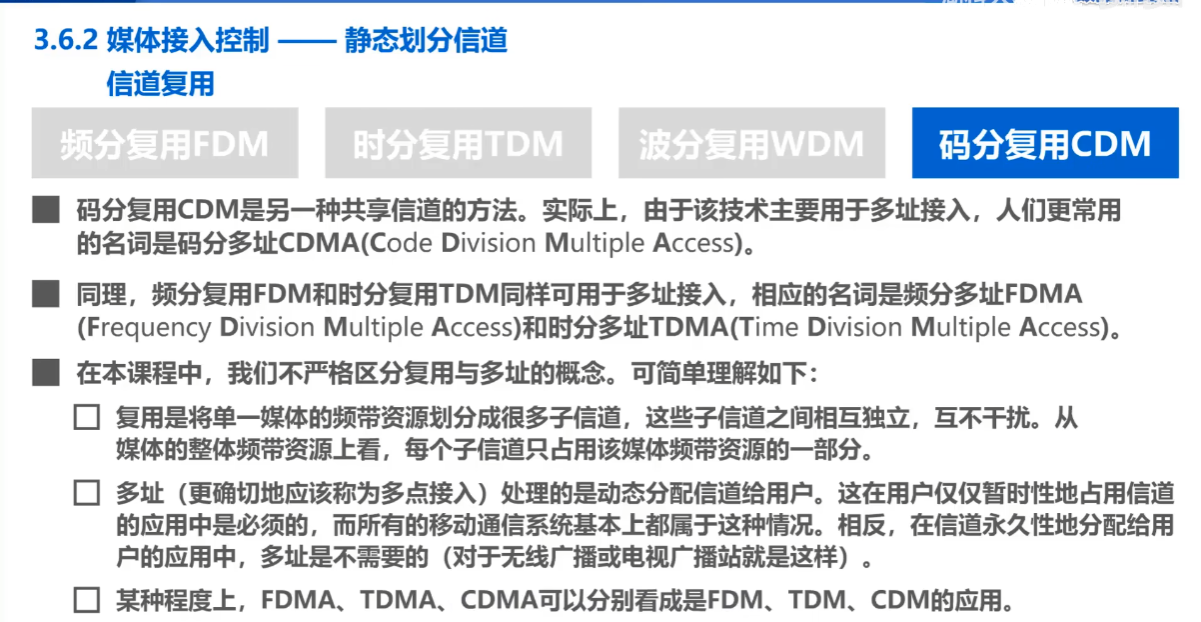 3.6.2 媒体接入控制 —— 静态划分信道
信道复用
频分复用FDM
时分复用TDM
波分复用WDM
码分复用CDM
码分复用CDM是另一种共享信道的方法。实际上，由于该技术主要用于多址接入，人们更常用
的名词是码分多址CDMA(Code Division Multiple Access)。
同理，频分复用FDM和时分复用TDM同样可用于多址接入，相应的名词是频分多址FDMA
(Frequency Division Multiple Access)和时分多址TDMA(Time Division Multiple Access)。
在本课程中，我们不严格区分复用与多址的概念。可简单理解如下：
复用是将单一媒体的频带资源划分成很多子信道，这些子信道之间相互独立，互不干扰。从
媒体的整体频带资源上看，每个子信道只占用该媒体频带资源的一部分。
多址（更确切地应该称为多点接入）处理的是动态分配信道给用户。这在用户仅仅暂时性地占用信道
的应用中是必须的，而所有的移动通信系统基本上都属于这种情况。相反，在信道永久性地分配给用
户的应用中，多址是不需要的（对于无线广播或电视广播站就是这样）。
某种程度上，FDMA、TDMA、CDMA可以分别看成是FDM、TDM、CDM的应用。